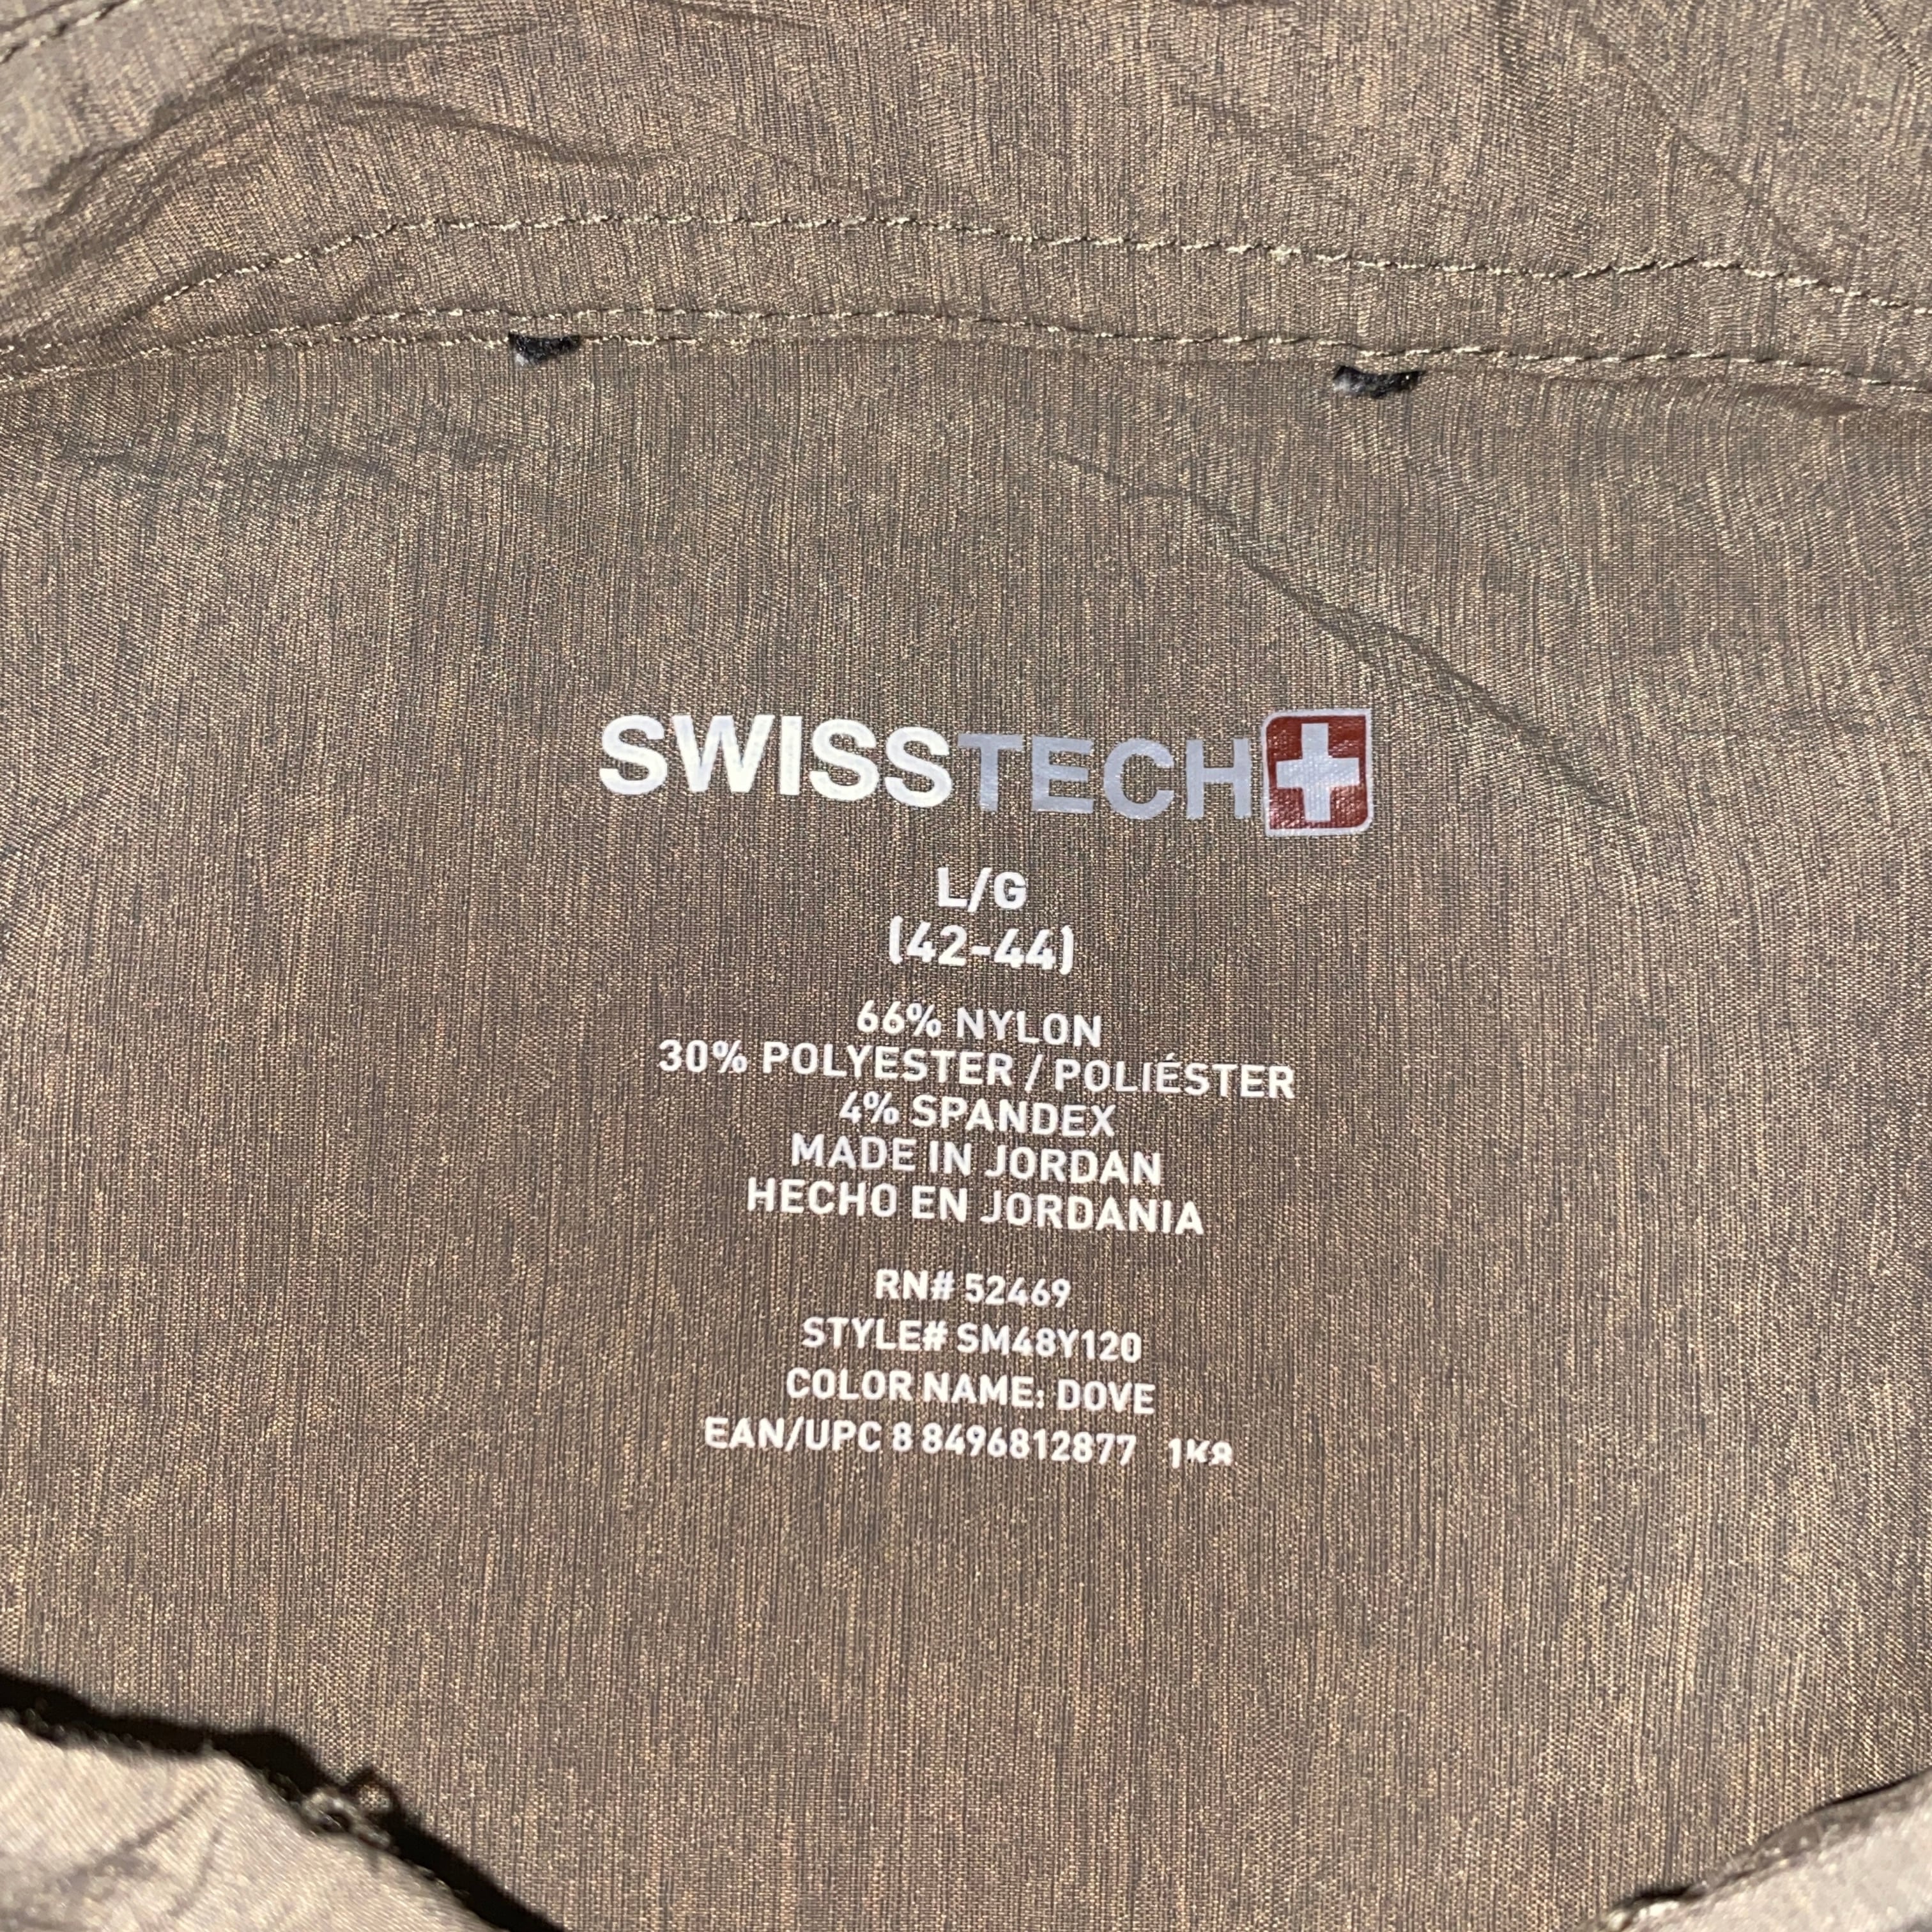 SWISSTECH
L/G
(42-44)
66% NYLON
30% POLYESTER / POLIÉSTER
4% SPANDEX
MADE IN JORDAN
HECHO EN JORDANIA
RN# 52469
STYLE# SM48Y120
COLOR NAME: DOVE
EAN/UPC 8 8496812877